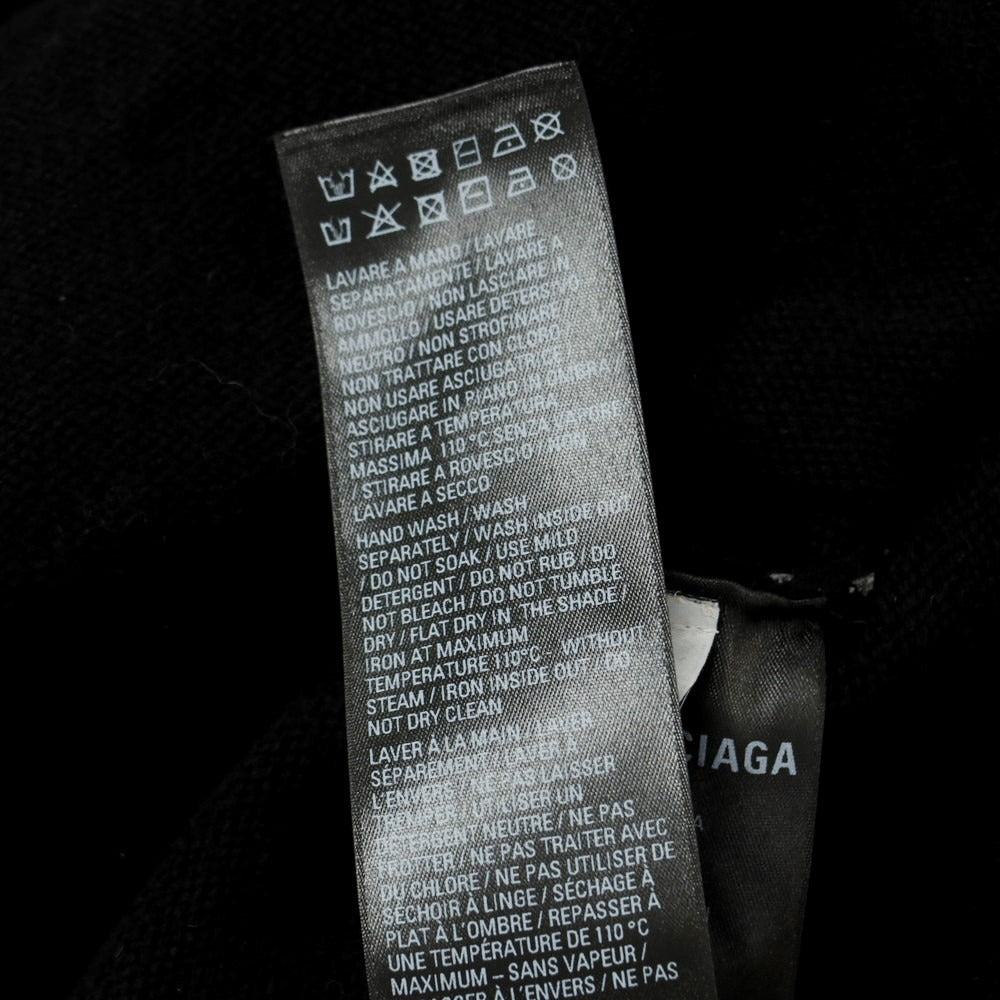 LAVARE A MANO / LAVARE
SEPARATAMENTE / LAVARE A
ROVESCIO / NON LASCIARE IN
AMMOLLO / USARE DETERS
NEUTRO / NON STROFINARE
NON TRATTARE CON CLORO
NON USARE ASCIUGATRICE /
ASCIUGARE IN PIANO IN
STIRARE A TEMPERATURA
MASSIMA 110 °C SENZA VAPORE
/ STIRARE A ROVESCIO NON
LAVARE A SECCO
HAND WASH / WASH
SEPARATELY / WASH INSIDE OUT
/ DO NOT SOAK / USE MILD
DETERGENT / DO NOT RUB / DO
NOT BLEACH / DO NOT TUMBLE
DRY / FLAT DRY IN THE SHADE /
IRON AT MAXIMUM
TEMPERATURE 110°C WITHOUT
STEAM / IRON INSIDE OUT / DO
NOT DRY CLEAN
LAVER À LA MAIN / LAVER
SÉPAREMENT / LAVER À
L'ENVERS / NE PAS LAISSER
TREMPER / UTILISER UN
DÉTERGENT NEUTRE / NE PAS
FROTTER / NE PAS TRAITER AVEC
DU CHLORE / NE PAS UTILISER DE
SÉCHOIR À LINGE / SÉCHAGE À
PLAT À L'OMBRE / REPASSER À
UNE TEMPÉRATURE DE 110 °C
MAXIMUM – SANS VAPEUR /
À L'ENVERS / NE PAS
CIAGA
A